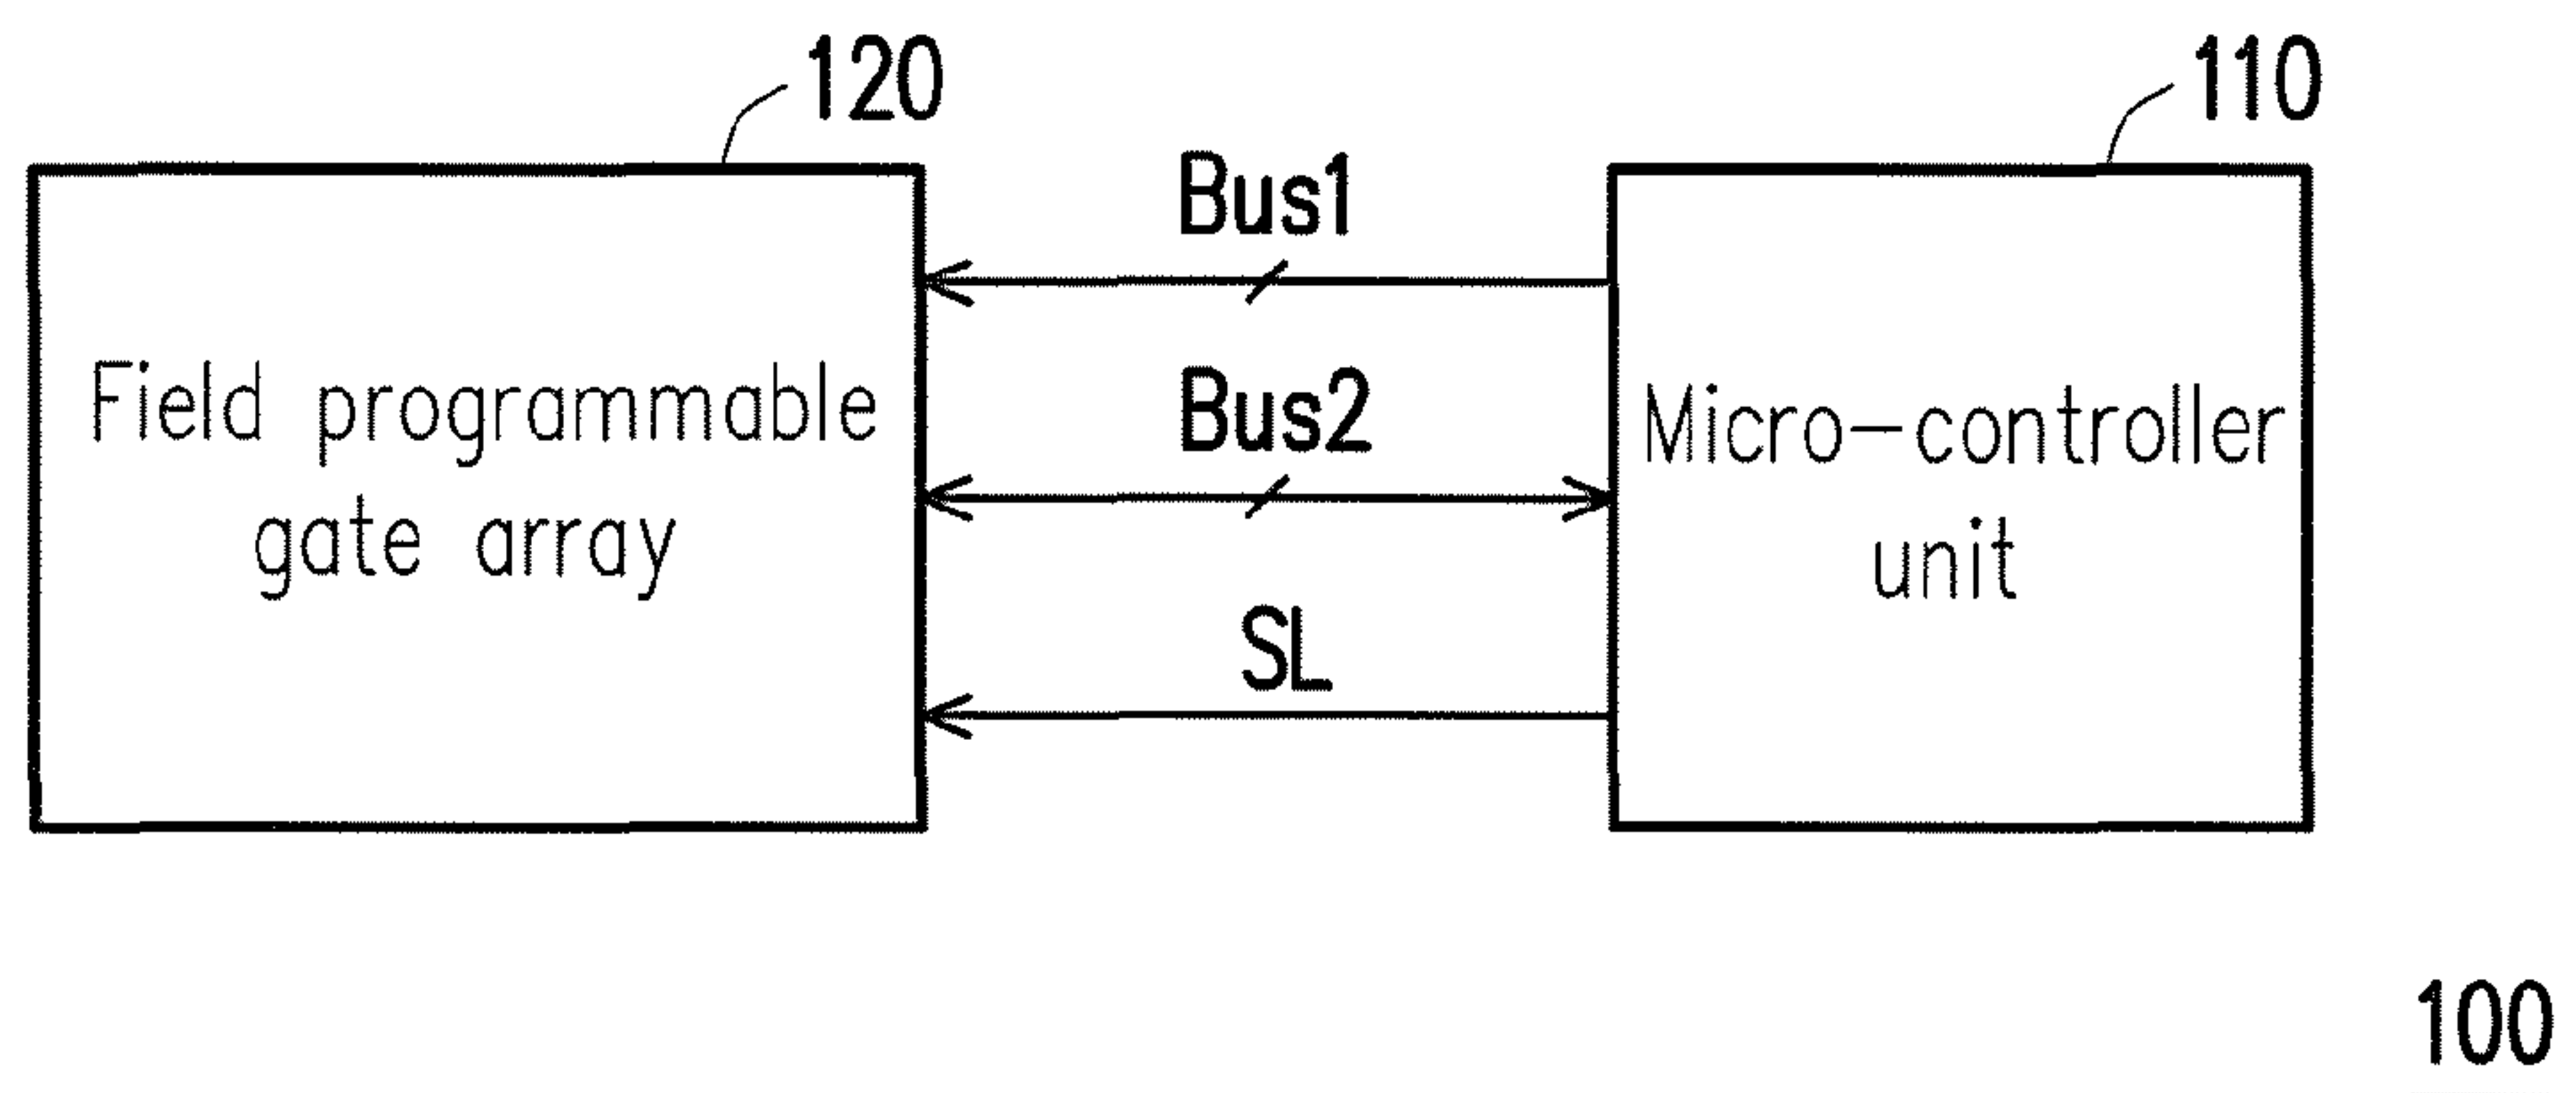 120
110
Bus1
Field programmable
gate array
Bus2
Micro-controller
unit
SL
100